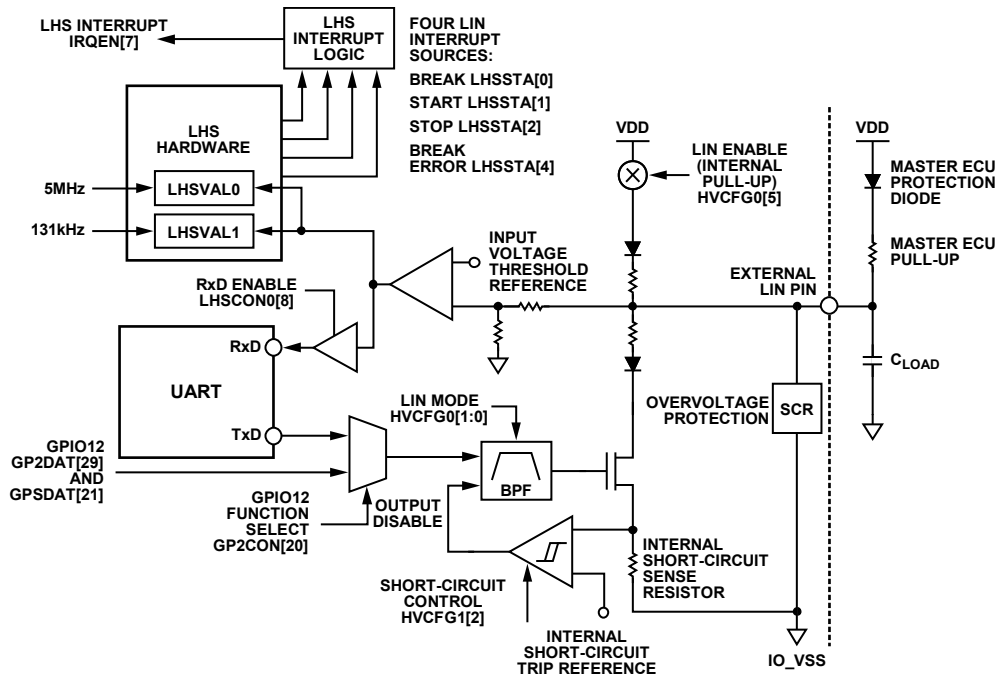 LHS INTERRUPT
IRQEN[7]
LHS
INTERRUPT
LOGIC
FOUR LIN
INTERRUPT
SOURCES:
BREAK LHSSTA[0]
START LHSSTA[1]
STOP LHSSTA[2]
BREAK
ERROR LHSSTA[4]
LHS
HARDWARE
5MHz
LHSVAL0
131kHz
LHSVAL1
VDD
LIN ENABLE
(INTERNAL
PULL-UP)
HVCFG0[5]
VDD
MASTER ECU
PROTECTION
DIODE
MASTER ECU
PULL-UP
INPUT
VOLTAGE
THRESHOLD
REFERENCE
EXTERNAL
LIN PIN
RxD ENABLE
LHSCON0[8]
RxD
UART
TxD
CLOAD
OVERVOLTAGE
PROTECTION
SCR
LIN MODE
HVCFG0[1:0]
BPF
GPIO12
GP2DAT[29]
AND
GPSDAT[21]
GPIO12
FUNCTION
SELECT
GP2CON[20]
OUTPUT
DISABLE
SHORT-CIRCUIT
CONTROL
HVCFG1[2]
INTERNAL
SHORT-CIRCUIT
SENSE
RESISTOR
INTERNAL
SHORT-CIRCUIT
TRIP REFERENCE
IO_VSS